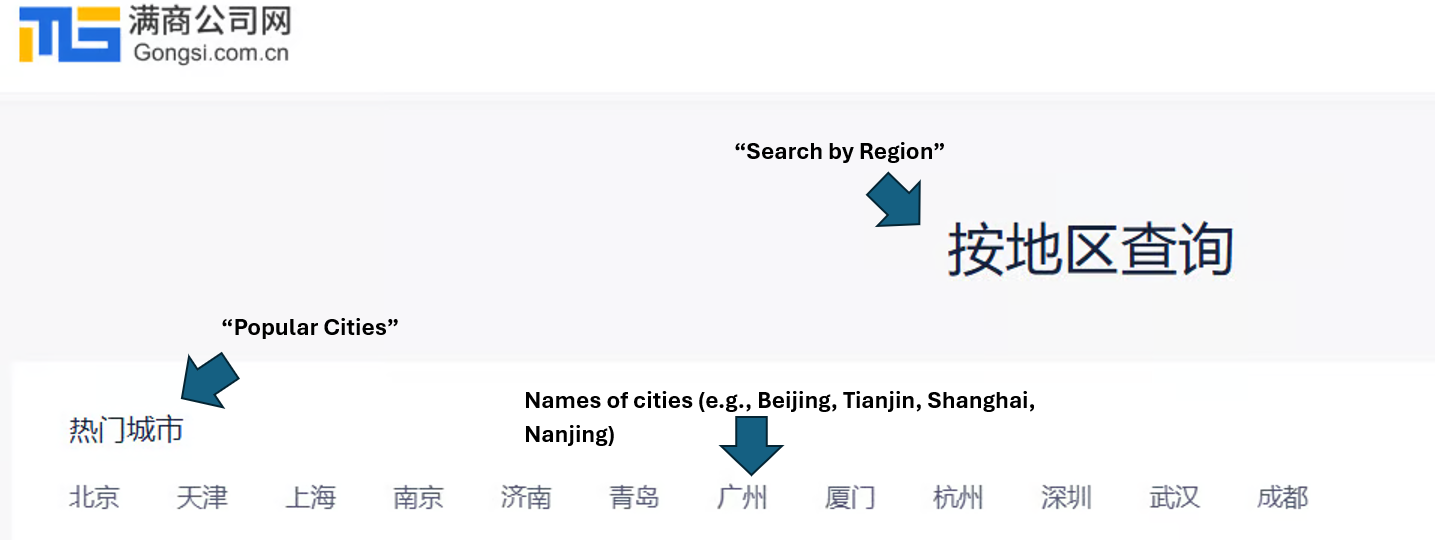 满商公司网
Gongsi.com.cn
“Search by Region”
按地区查询
“Popular Cities”
热门城市
Names of cities (e.g., Beijing, Tianjin, Shanghai,
Nanjing)
北京 天津 上海 南京 济南 青岛 广州 厦门 杭州 深圳 武汉 成都